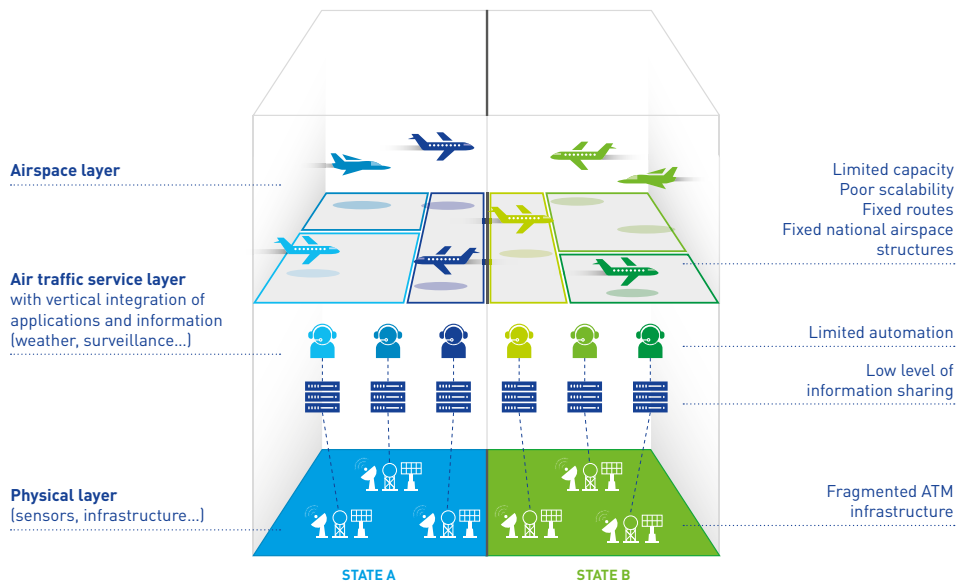 Airspace layer
Limited capacity
Poor scalability
Fixed routes
Fixed national airspace
structures
Air traffic service layer
with vertical integration of
applications and information
(weather, surveillance...)
Limited automation
Low level of
information sharing
Physical layer
(sensors, infrastructure...)
Fragmented ATM
infrastructure
STATE A
STATE B